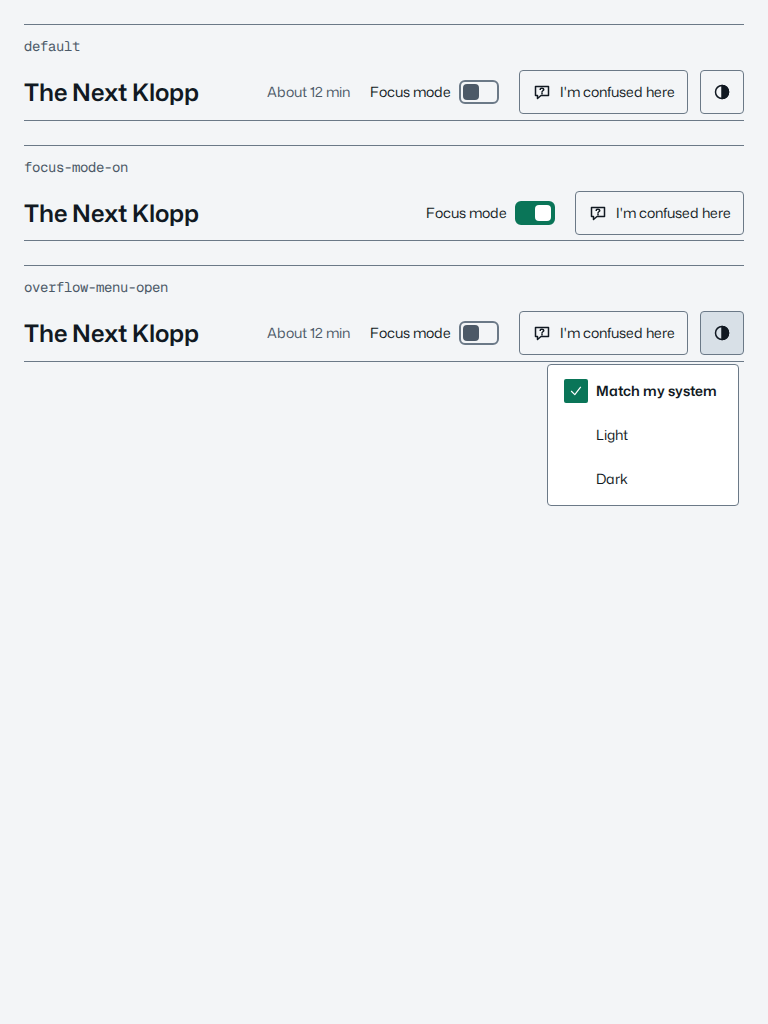 default
The Next Klopp About 12 min Focus mode I'm confused here
focus-mode-on
The Next Klopp Focus mode I'm confused here
overflow-menu-open
The Next Klopp About 12 min Focus mode I'm confused here
Match my system
Light
Dark